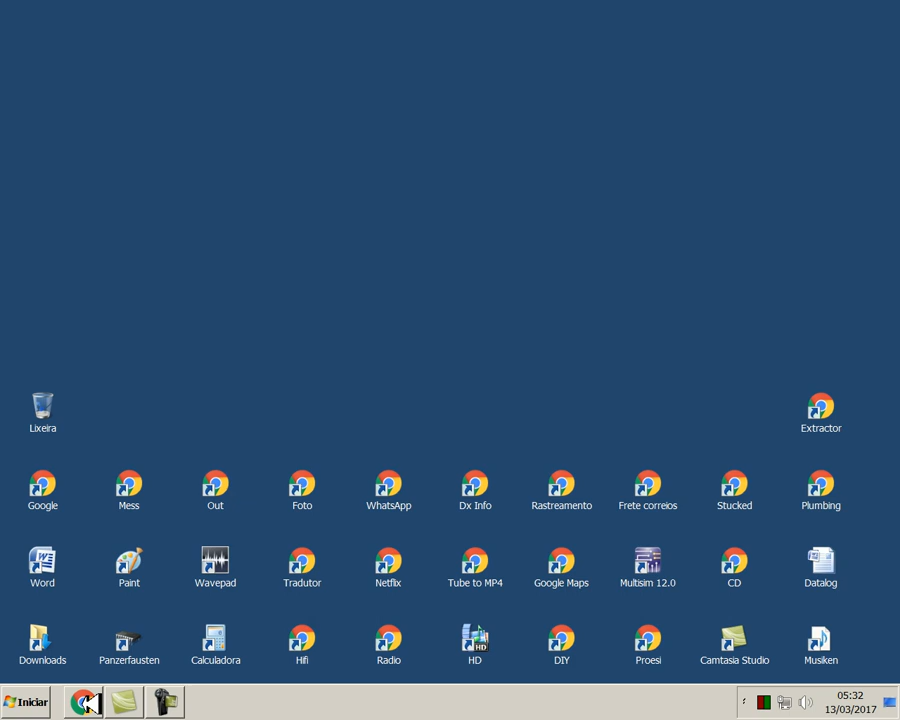 Lixeira
Extractor
Google
Mess
Out
Foto
WhatsApp
Dx Info
Rastreamento
Frete correios
Stucked
Plumbing
Word
Paint
Wavepad
Tradutor
Netflix
Tube to MP4
Google Maps
Multisim 12.0
CD
Datalog
Downloads
Panzerfausten
Calculadora
Hifi
Radio
HD
HD
DIY
Proesi
Camtasia Studio
Musiken
Iniciar
05:32
13/03/2017